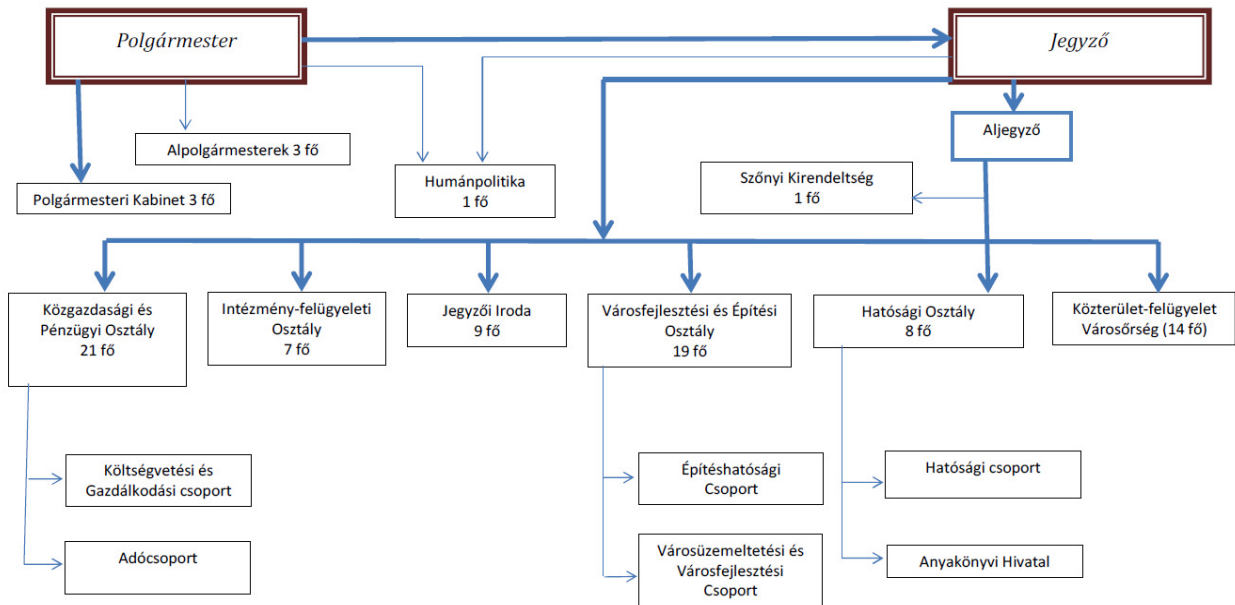 Polgármester
Jegyző
Aljegyző
Alpolgármesterek 3 fő
Polgármesteri Kabinet 3 fő
Humánpolitika
1 fő
Szőnyi Kirendeltség
1 fő
Közgazdasági és
Pénzügyi Osztály
21 fő
Intézmény-felügyeleti
Osztály
7 fő
Jegyzői Iroda
9 fő
Városfejlesztési és Építési
Osztály
19 fő
Hatósági Osztály
8 fő
Közterület-felügyelet
Városőrség (14 fő)
Költségvetési és
Gazdálkodási csoport
Adócsoport
Építéshatósági
Csoport
Városüzemeltetési és
Városfejlesztési
Csoport
Hatósági csoport
Anyakönyvi Hivatal